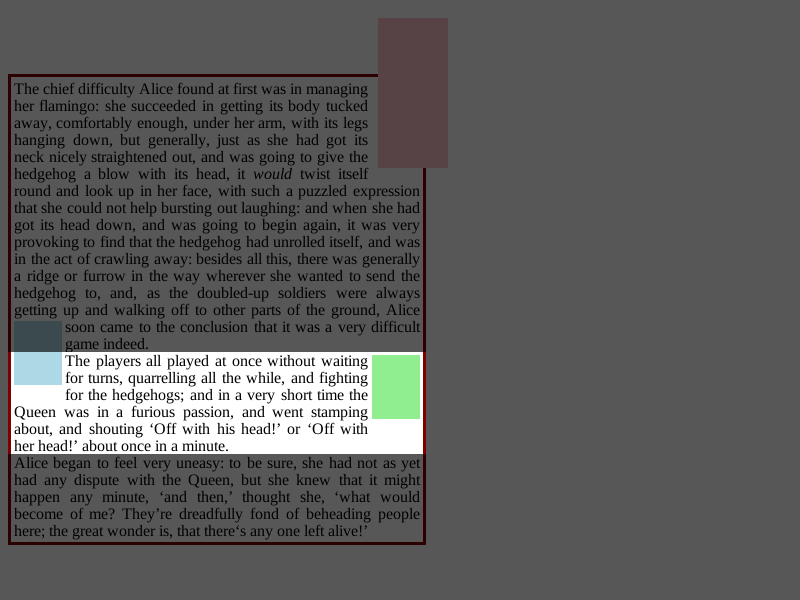 The chief difficulty Alice found at first was in managing
her flamingo: she succeeded in getting its body tucked
away, comfortably enough, under her arm, with its legs
hanging down, but generally, just as she had got its
neck nicely straightened out, and was going to give the
hedgehog a blow with its head, it would twist itself
round and look up in her face, with such a puzzled expression
that she could not help bursting out laughing: and when she had
got its head down, and was going to begin again, it was very
provoking to find that the hedgehog had unrolled itself, and was
in the act of crawling away: besides all this, there was generally
a ridge or furrow in the way wherever she wanted to send the
hedgehog to, and, as the doubled-up soldiers were always
getting up and walking off to other parts of the ground, Alice
soon came to the conclusion that it was a very difficult
game indeed.
The players all played at once without waiting
for turns, quarrelling all the while, and fighting
for the hedgehogs; and in a very short time the
Queen was in a furious passion, and went stamping
about, and shouting ‘Off with his head!’ or ‘Off with
her head!’ about once in a minute.
Alice began to feel very uneasy: to be sure, she had not as yet
had any dispute with the Queen, but she knew that it might
happen any minute, ‘and then,’ thought she, ‘what would
become of me? They’re dreadfully fond of beheading people
here; the great wonder is, that there‘s any one left alive!’